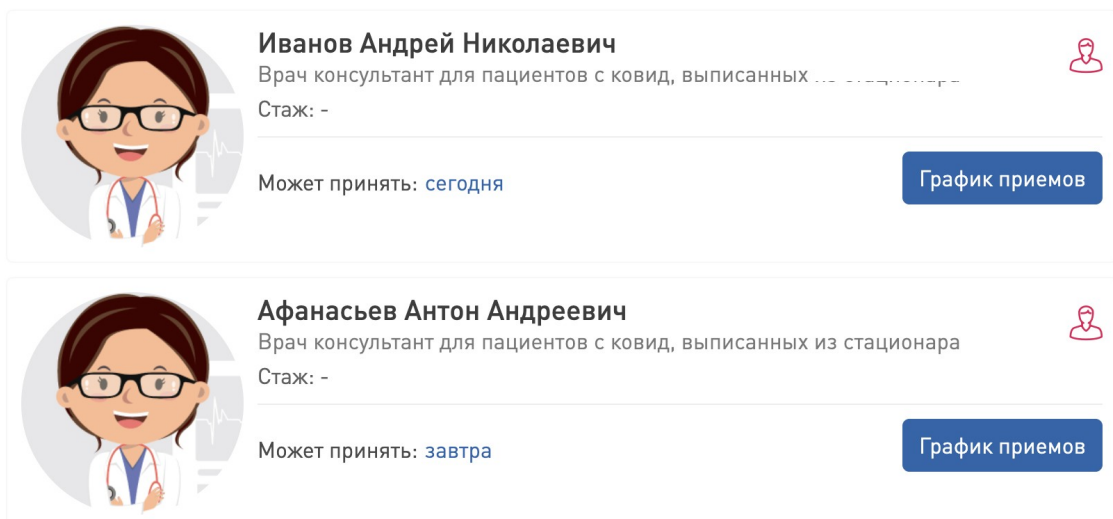 Иванов Андрей Николаевич
Врач консультант для пациентов с ковид, выписанных
Стаж: -
Может принять: сегодня
График приемов
Афанасьев Антон Андреевич
Врач консультант для пациентов с ковид, выписанных из стационара
Стаж: -
Может принять: завтра
График приемов